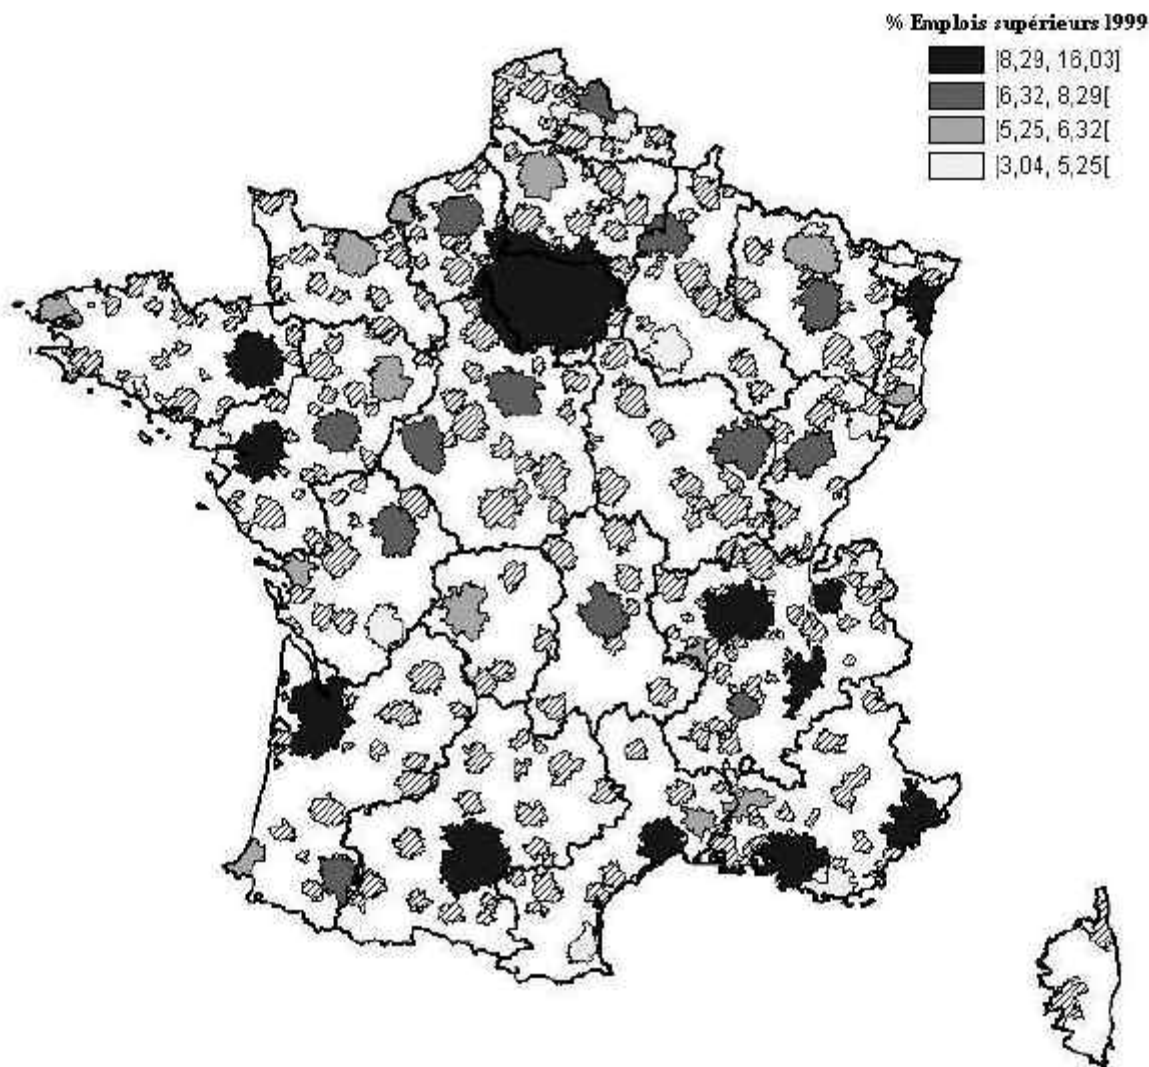 % Emplois supérieurs 1999
|8,29, 16,03]
|6,32, 8,29[
|5,25, 6,32[
|3,04, 5,25[